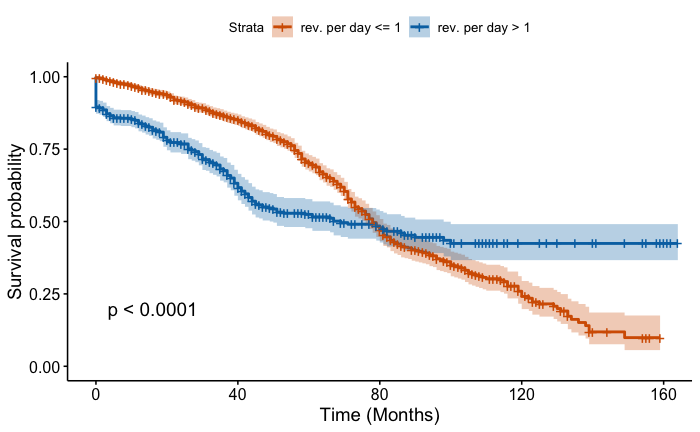 Strata rev. per day <= 1 rev. per day > 1
Survival probability
1.00
0.75
0.50
0.25
0.00
p < 0.0001
0 40 80 120 160
Time (Months)